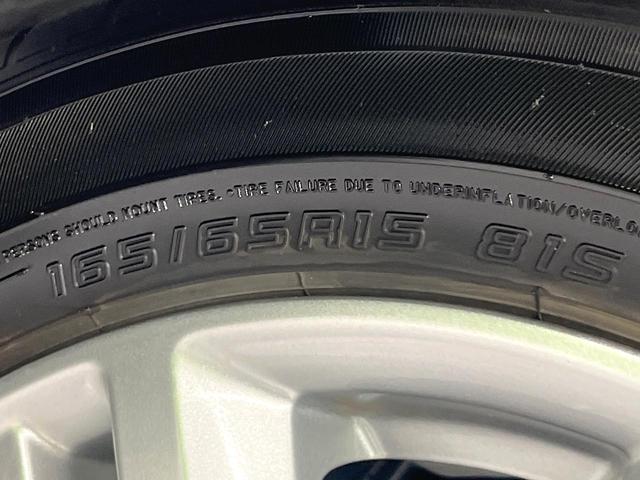 PERSONS SHOULD MOUNT TIRES. •TIRE FAILURE DUE TO UNDERINFLATION/OVERLO
165/65R15 81S